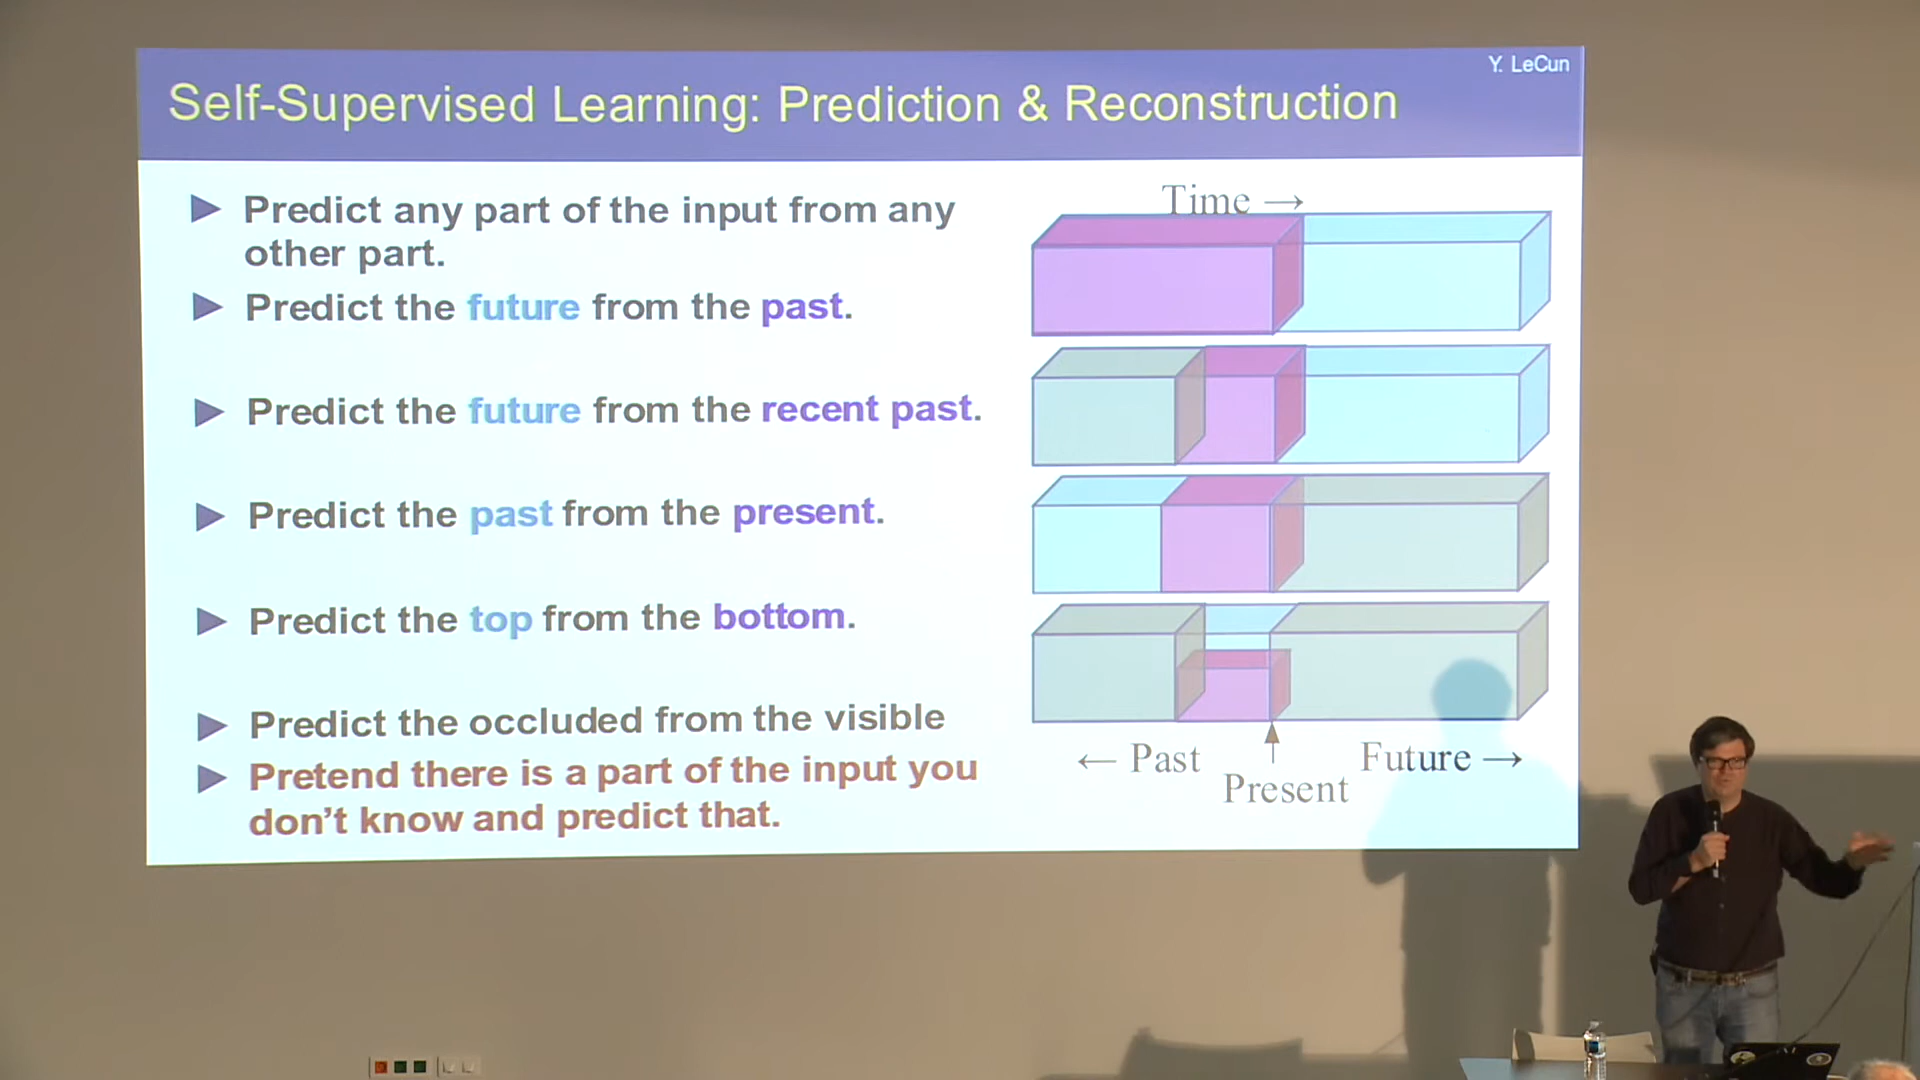 Y. LeCun
Self-Supervised Learning: Prediction & Reconstruction
► Predict any part of the input from any
other part.
► Predict the future from the past.
► Predict the future from the recent past.
► Predict the past from the present.
► Predict the top from the bottom.
► Predict the occluded from the visible
► Pretend there is a part of the input you
don't know and predict that.
Time →
← Past
Present
Future →